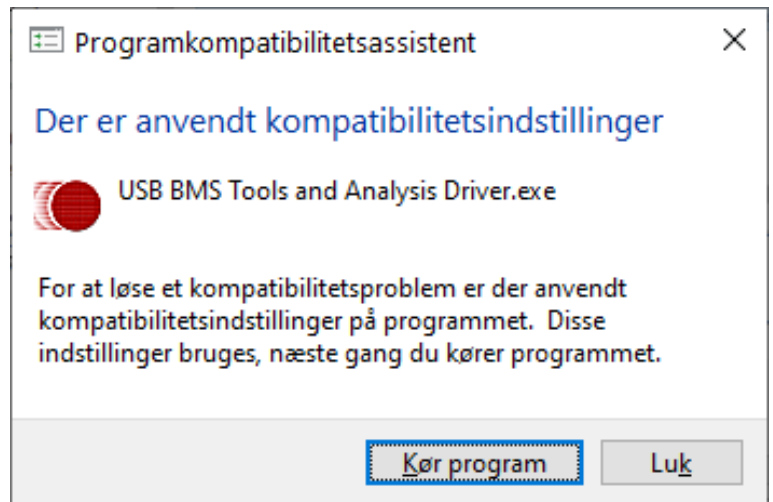 Programkompatibilitetsassistent
Der er anvendt kompatibilitetsindstillinger
USB BMS Tools and Analysis Driver.exe
For at løse et kompatibilitetsproblem er der anvendt
kompatibilitetsindstillinger på programmet.  Disse
indstillinger bruges, næste gang du kører programmet.
Kør program
Luk